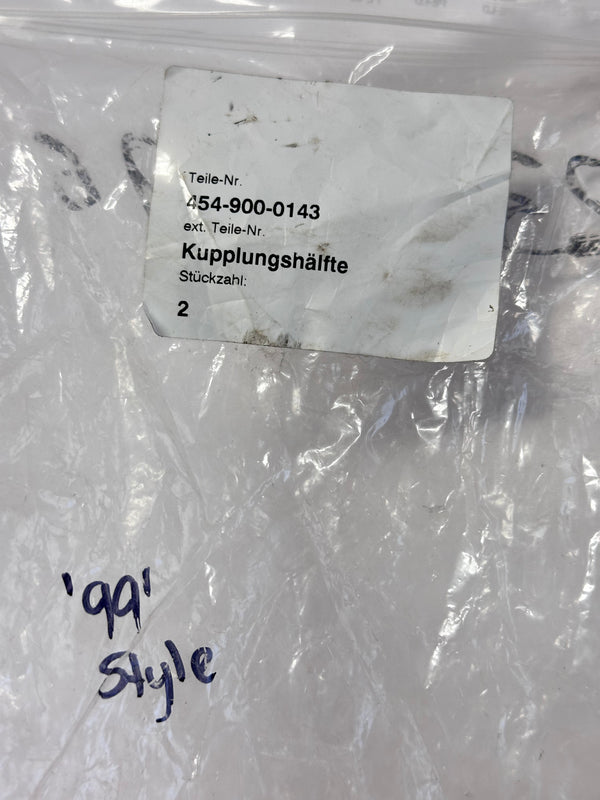 Teile-Nr.
454-900-0143
ext. Teile-Nr.
Kupplungshälfte
Stückzahl:
2
'99'
Style